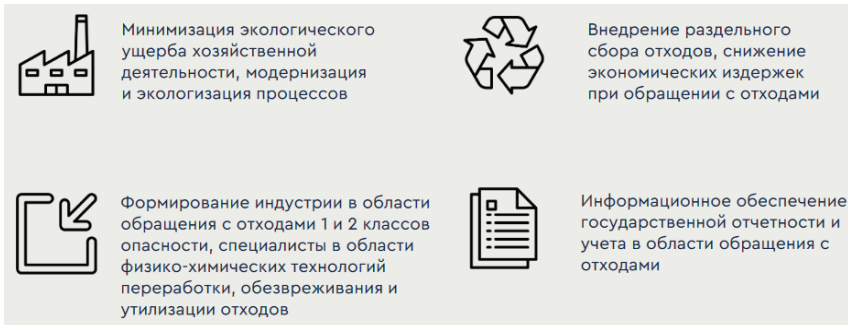 Минимизация экологического
ущерба хозяйственной
деятельности, модернизация
и экологизация процессов
Внедрение раздельного
сбора отходов, снижение
экономических издержек
при обращении с отходами
Формирование индустрии в области
обращения с отходами 1 и 2 классов
опасности, специалисты в области
физико-химических технологий
переработки, обезвреживания и
утилизации отходов
Информационное обеспечение
государственной отчетности и
учета в области обращения с
отходами